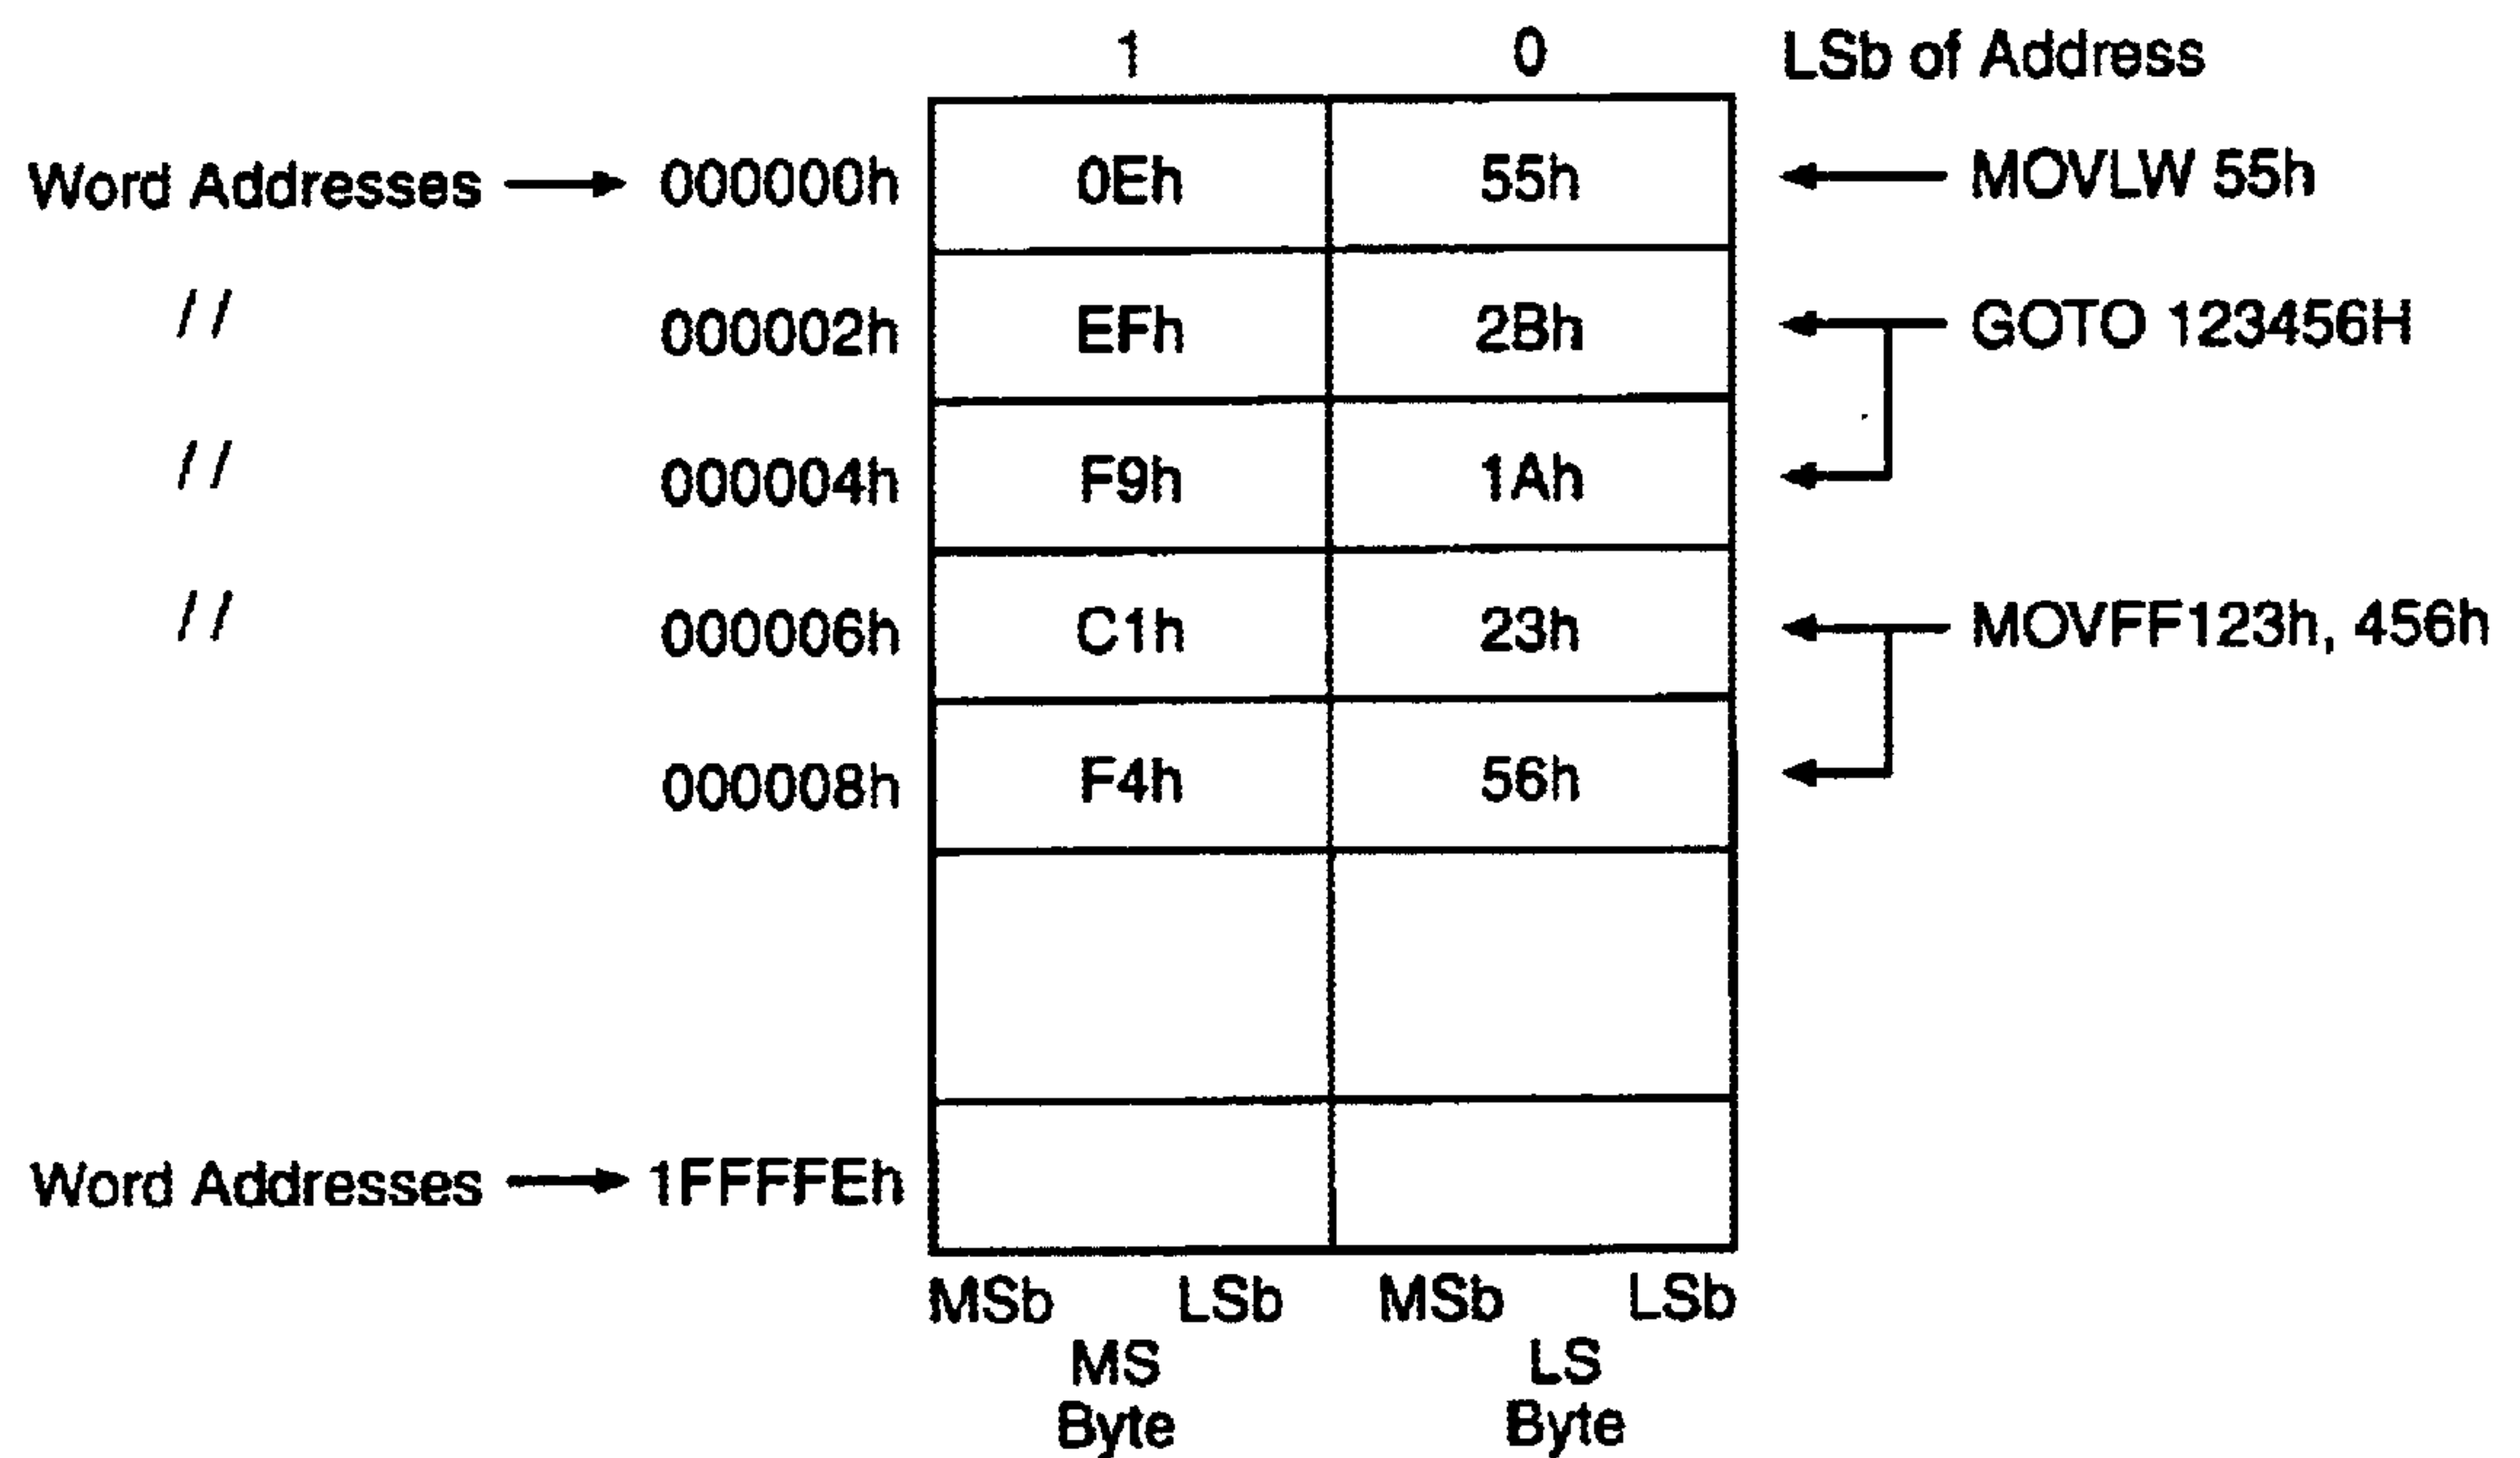 1 0 LSb of Address
Word Addresses 000000h 0Eh 55h MOVLW 55h
// 000002h EFh 2Bh GOTO 123456H
// 000004h F9h 1Ah
// 000006h C1h 23h MOVFF123h, 456h
000008h F4h 56h
Word Addresses 1FFFFEh
MSb LSb MSb LSb
MS LS
Byte Byte